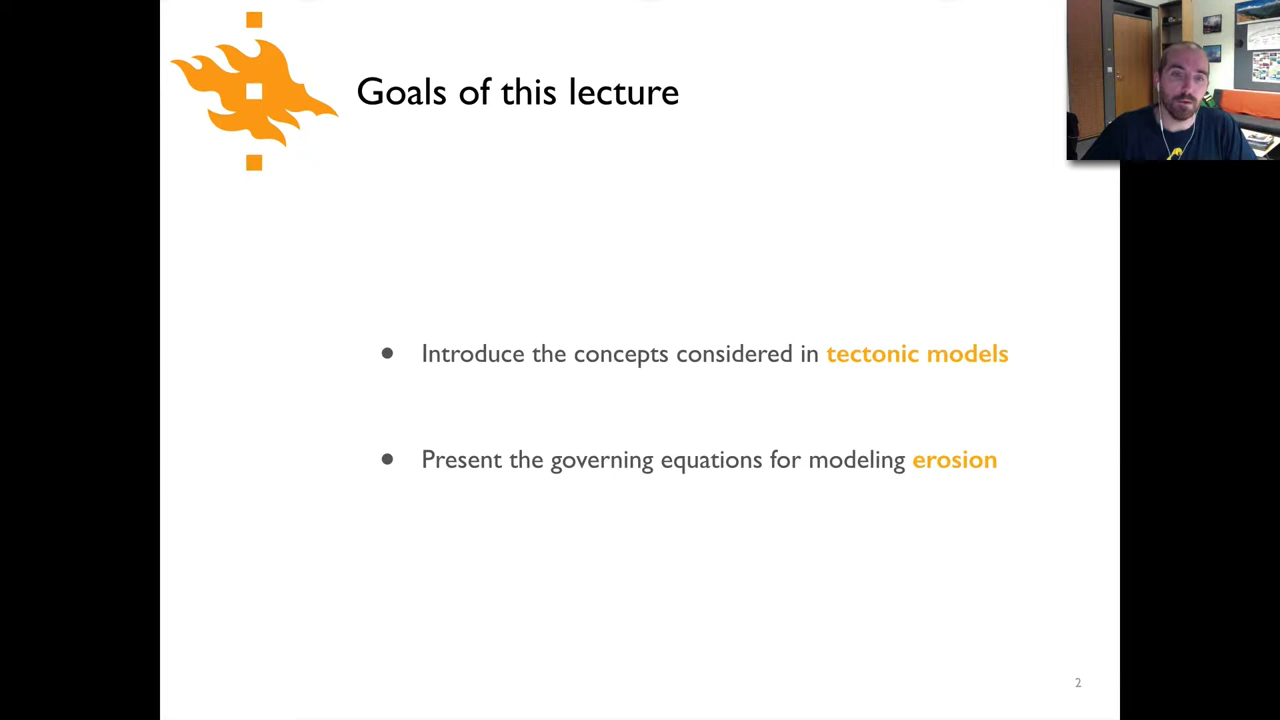 Goals of this lecture
● Introduce the concepts considered in tectonic models
● Present the governing equations for modeling erosion
2